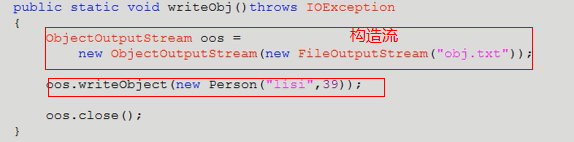 public static void writeObj()throws IOException
{
ObjectOutputStream oos = 构造流
new ObjectOutputStream(new FileOutputStream("obj.txt"));
oos.writeObject(new Person("lisi",39));
oos.close();
}